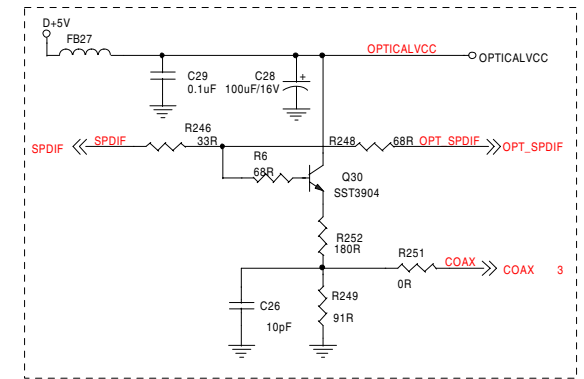 D+5V
FB27
OPTICALVCC
OPTICALVCC
C29
0.1uF
C28
100uF/16V
+
SPDIF
SPDIF
R246
33R
R248
68R
OPT_SPDIF
OPT_SPDIF
R6
68R
Q30
SST3904
R252
180R
R251
0R
COAX
COAX 3
C26
10pF
R249
91R